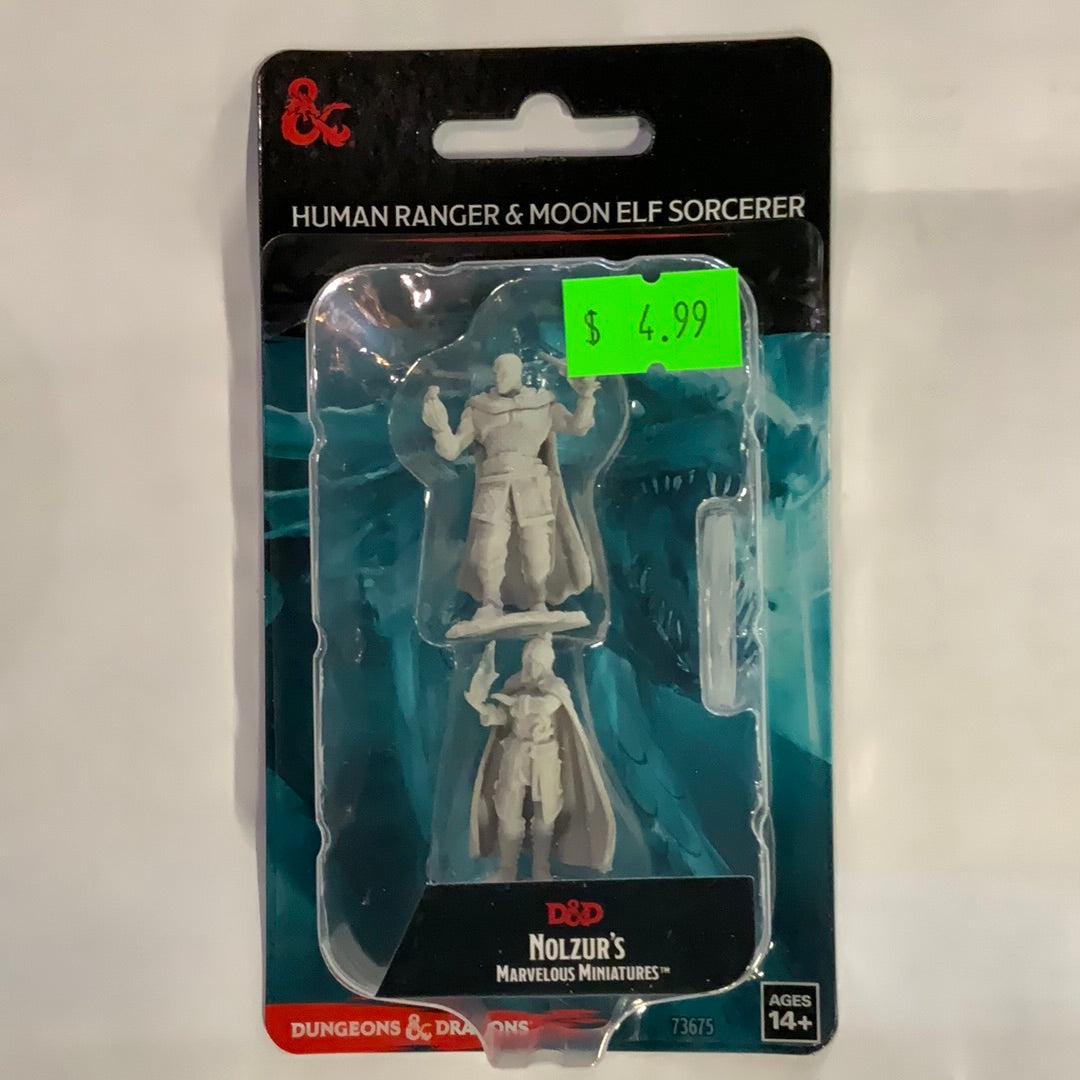 &
HUMAN RANGER & MOON ELF SORCERER
$ 4.99
D&D
NOLZUR'S
MARVELOUS MINIATURES™
DUNGEONS & DRAGONS
73675
AGES
14+